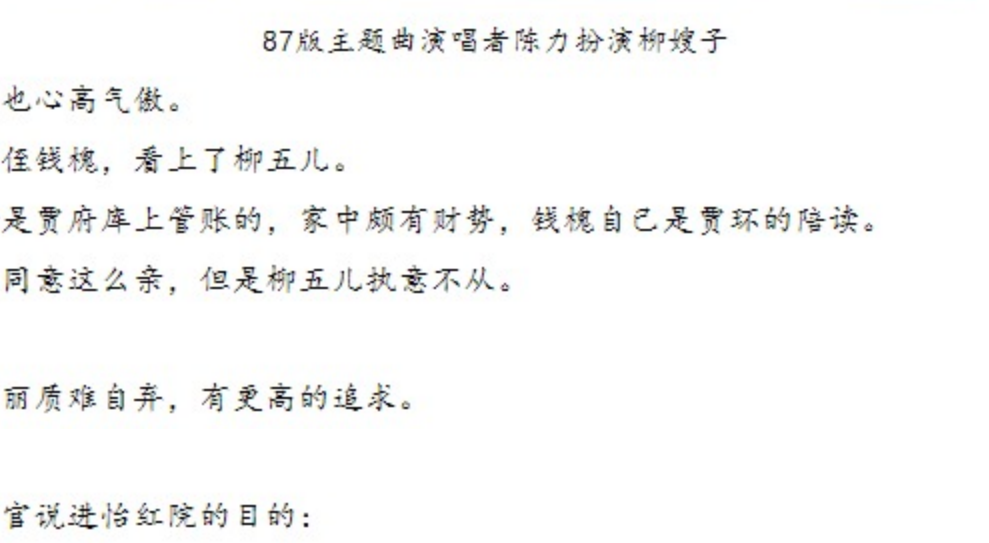 87版主题曲演唱者陈力扮演柳嫂子
也心高气傲。
侄钱槐，看上了柳五儿。
是贾府库上管账的，家中颇有财势，钱槐自己是贾环的陪读。
同意这么亲，但是柳五儿执意不从。
丽质难自弃，有更高的追求。
官说进怡红院的目的：